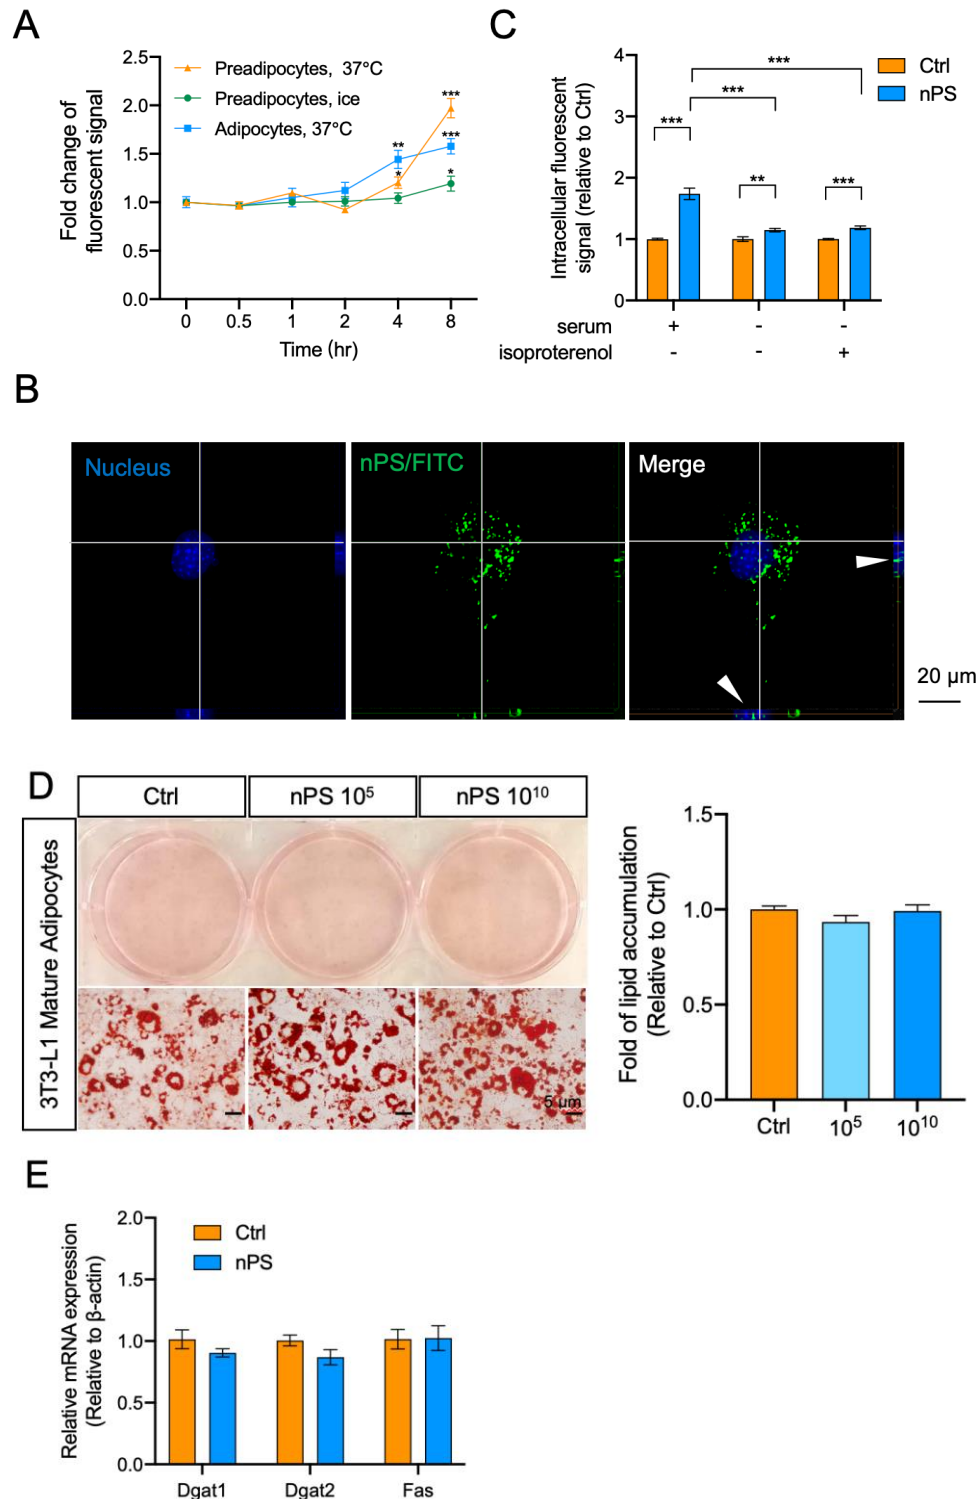 A
2.5
2.0
1.5
1.0
0.5
0.0
Fold change of
fluorescent signal
Preadipocytes, 37°C
Preadipocytes, ice
Adipocytes, 37°C
***
***
**
*
*
0
0.5
1
2
4
8
Time (hr)
C
4
3
2
1
0
Intracellular fluorescent
signal (relative to Ctrl)
Ctrl
nPS
***
***
***
**
***
serum
+
-
-
isoproterenol
-
-
+
B
Nucleus
nPS/FITC
Merge
20 μm
D
Ctrl
nPS 10⁵
nPS 10¹⁰
3T3-L1 Mature Adipocytes
5 μm
1.5
1.0
0.5
0.0
Fold of lipid accumulation
(Relative to Ctrl)
Ctrl
10⁵
10¹⁰
E
2.0
1.5
1.0
0.5
0.0
Relative mRNA expression
(Relative to β-actin)
Ctrl
nPS
Dgat1
Dgat2
Fas